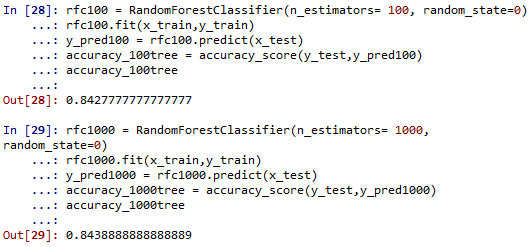 In [28]: rfc100 = RandomForestClassifier(n_estimators= 100, random_state=0)
...: rfc100.fit(x_train,y_train)
...: y_pred100 = rfc100.predict(x_test)
...: accuracy_100tree = accuracy_score(y_test,y_pred100)
...: accuracy_100tree
...:
Out[28]: 0.8427777777777777
In [29]: rfc1000 = RandomForestClassifier(n_estimators= 1000,
random_state=0)
...: rfc1000.fit(x_train,y_train)
...: y_pred1000 = rfc1000.predict(x_test)
...: accuracy_1000tree = accuracy_score(y_test,y_pred1000)
...: accuracy_1000tree
...:
Out[29]: 0.8438888888888889